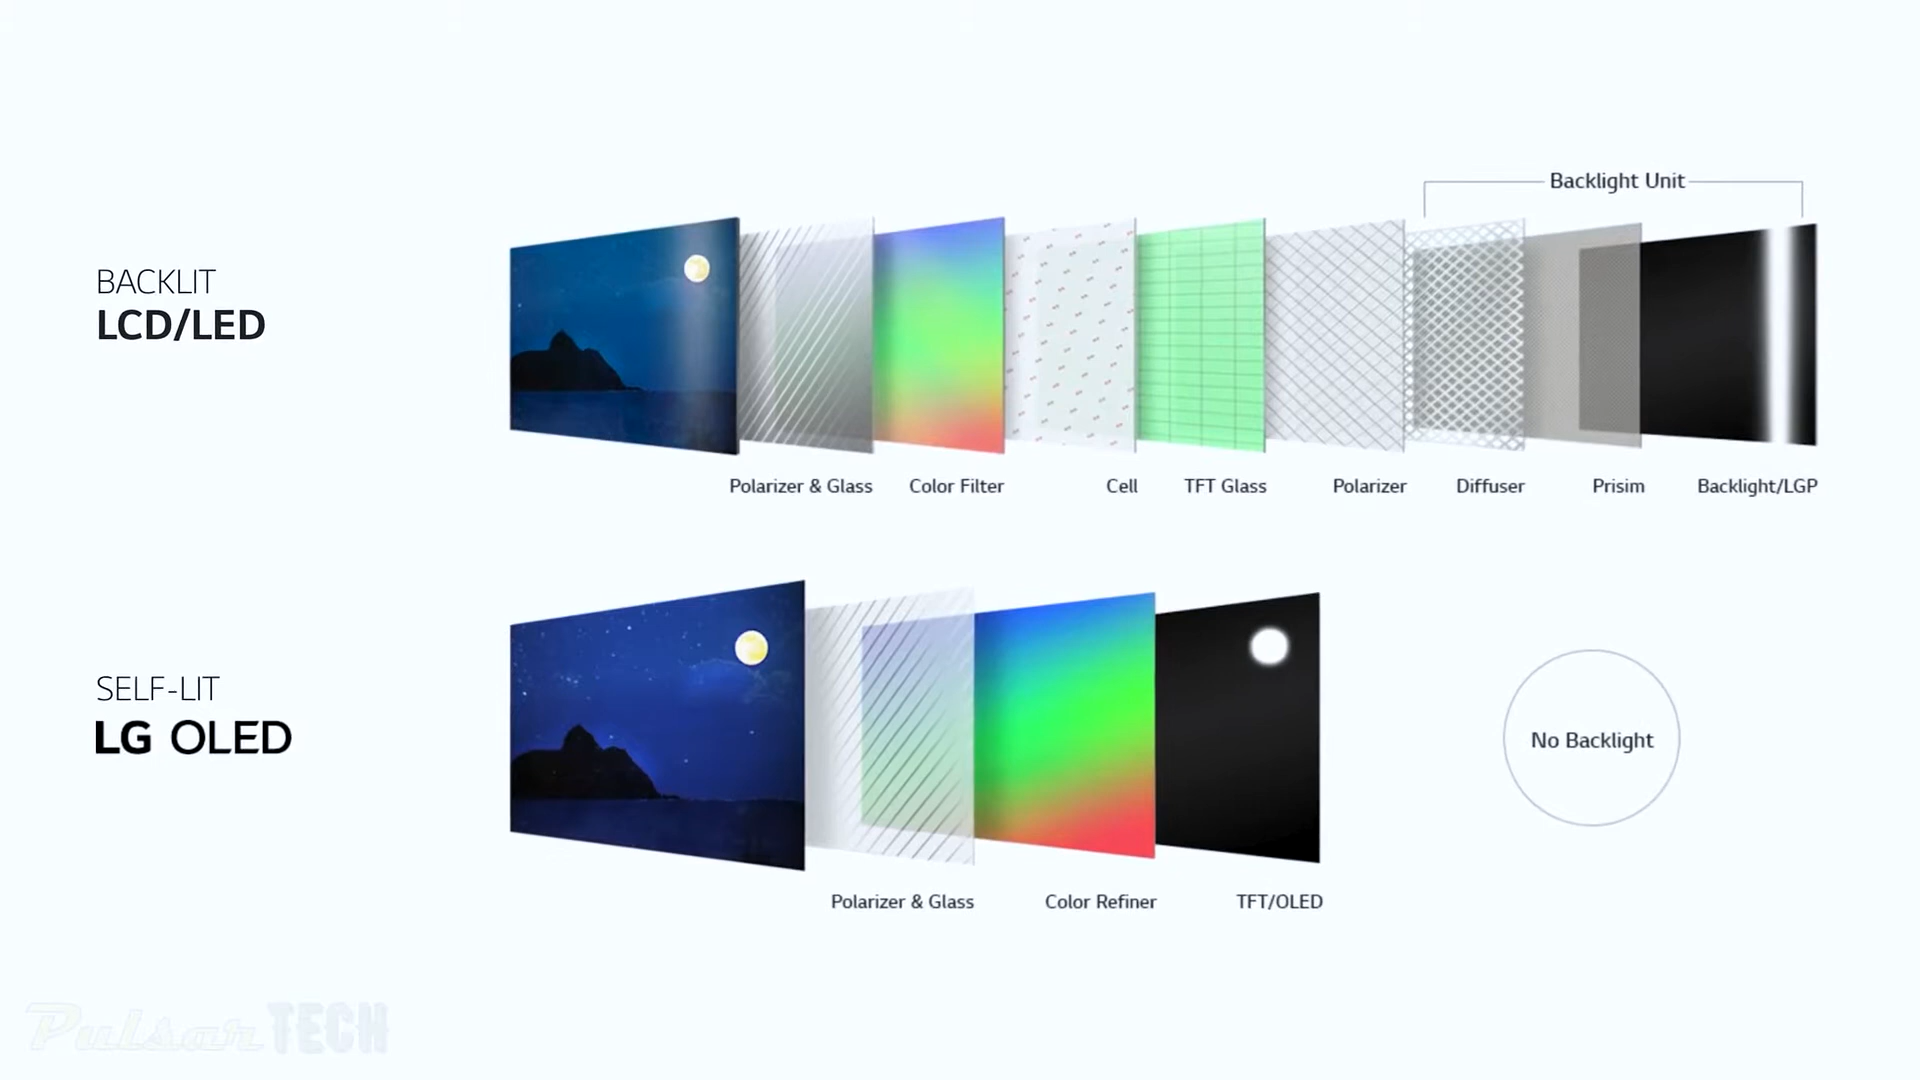 Backlight Unit
BACKLIT
LCD/LED
Polarizer & Glass
Color Filter
Cell
TFT Glass
Polarizer
Diffuser
Prisim
Backlight/LGP
SELF-LIT
LG OLED
No Backlight
Polarizer & Glass
Color Refiner
TFT/OLED
Pulsar TECH